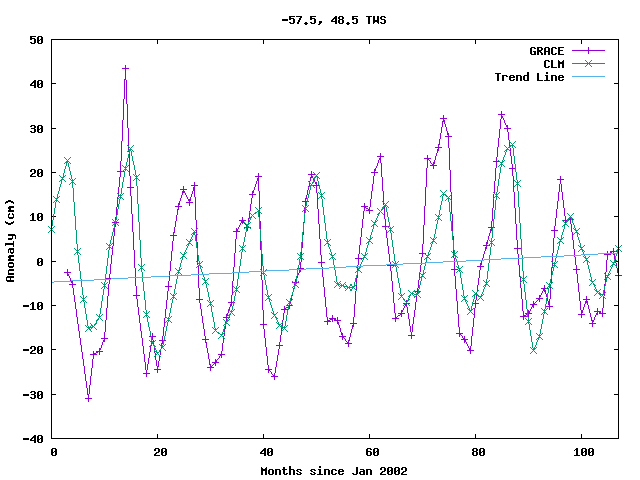 -57.5, 48.5 TWS
GRACE
CLM
Trend Line
50
40
30
20
10
0
-10
-20
-30
-40
Anomaly (cm)
0 20 40 60 80 100
Months since Jan 2002